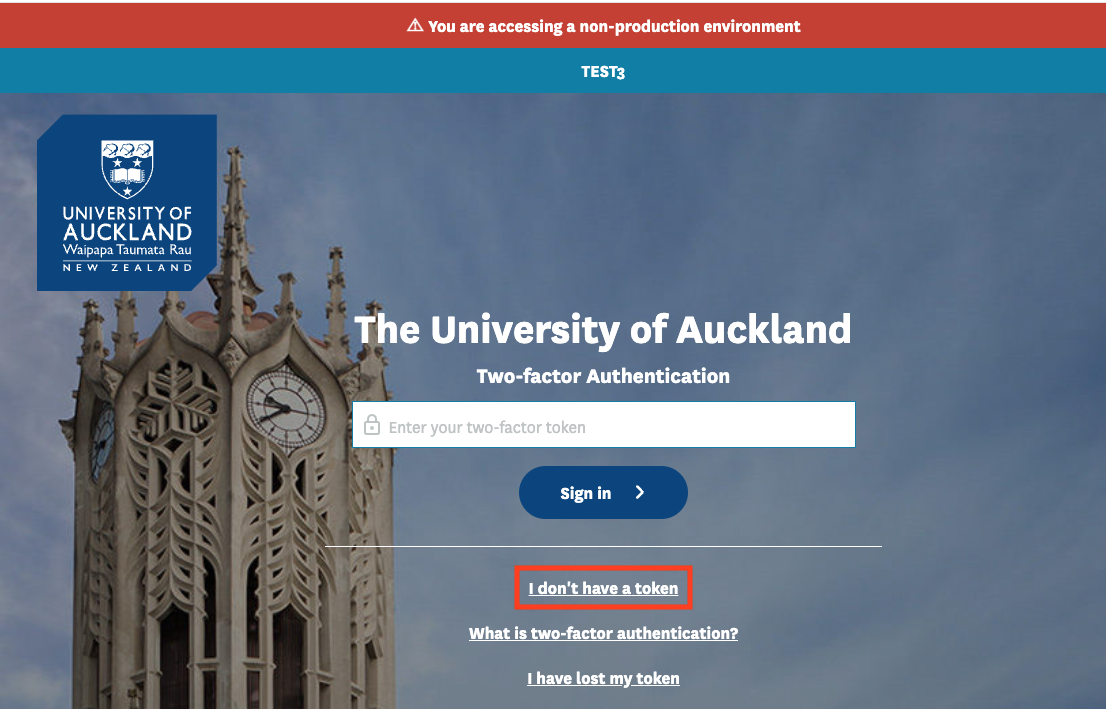 ⚠ You are accessing a non-production environment
TEST3
UNIVERSITY OF
AUCKLAND
Waipapa Taumata Rau
NEW ZEALAND
The University of Auckland
Two-factor Authentication
Enter your two-factor token
Sign in
I don't have a token
What is two-factor authentication?
I have lost my token